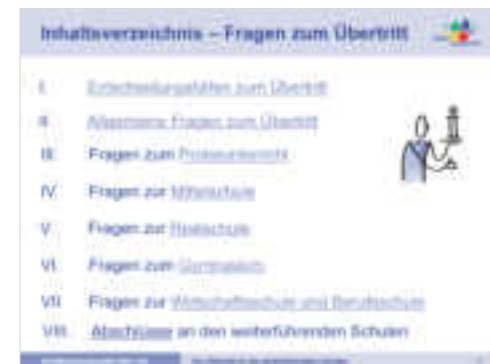 Inhaltsverzeichnis – Fragen zum Übertritt
I. Entscheidungshilfen zum Übertritt
II. Allgemeine Fragen zum Übertritt
III. Fragen zum Probeunterricht
IV. Fragen zur Mittelschule
V. Fragen zur Realschule
VI. Fragen zum Gymnasium
VII. Fragen zur Wirtschaftsschule und Berufsschule
VIII. Abschlüsse an den weiterführenden Schulen